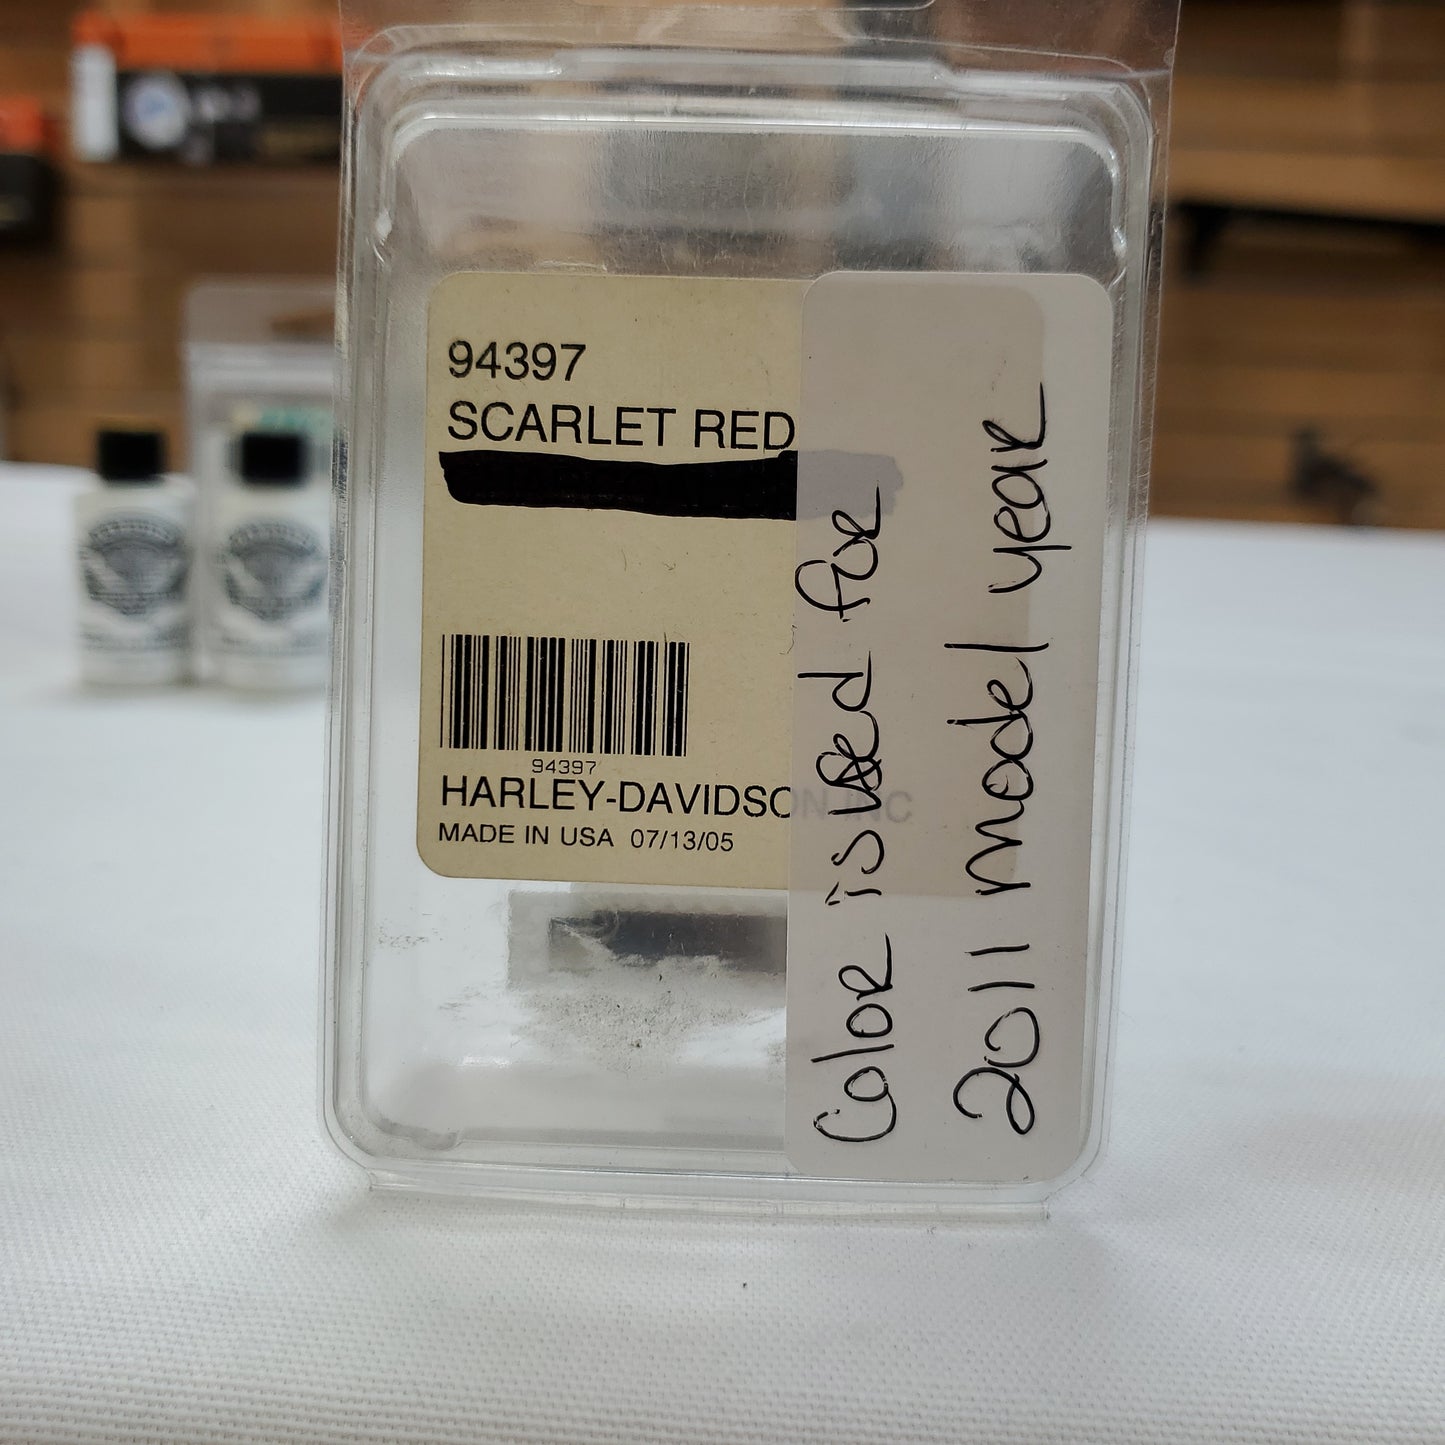 94397
SCARLET RED
94397
HARLEY-DAVIDSON INC
MADE IN USA 07/13/05
Color is used for
2011 model year